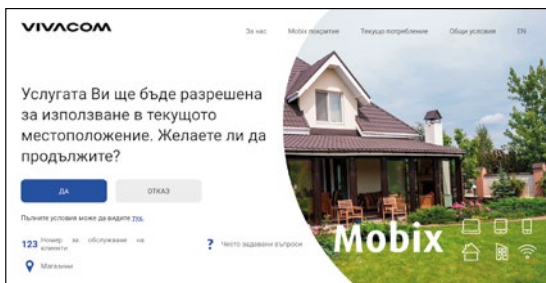 VIVACOM
За нас Mobix покритие Текущо потребление Общи условия EN
Услугата Ви ще бъде разрешена
за използване в текущото
местоположение. Желаете ли да
продължите?
ДА ОТКАЗ
Пълните условия може да видите тук.
123 Номер за обслужване на
клиенти
? Често задавани въпроси
Магазини
Mobix